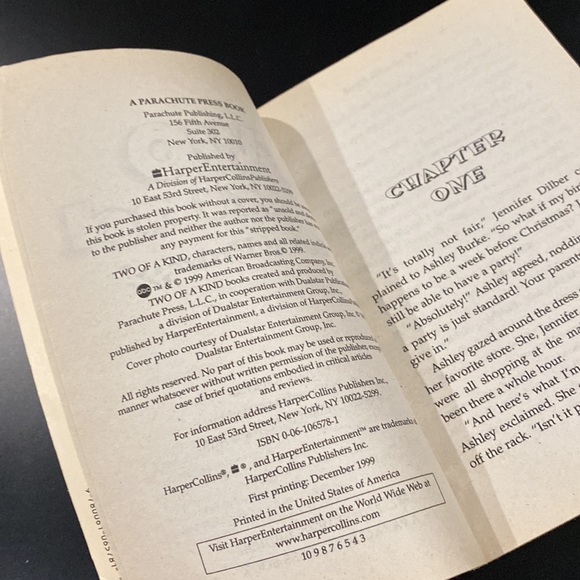 A PARACHUTE PRESS BOOK
Parachute Publishing, L.L.C.
156 Fifth Avenue
Suite 302
New York, NY 10010
Published by
HarperEntertainment
A Division of HarperCollinsPublishers
10 East 53rd Street, New York, NY 10022-5299
If you purchased this book without a cover, you should be
this book is stolen property. It was reported as "unsold and
to the publisher and neither the author nor the publisher has
any payment for this "stripped book."
TWO OF A KIND, characters, names and all related
trademarks of Warner Bros.© 1999.
abc TM & © 1999 American Broadcasting Company, Inc.
TWO OF A KIND books created and produced by
Parachute Press, L.L.C., in cooperation with Dualstar
a division of Dualstar Entertainment Group, Inc.,
published by HarperEntertainment, a division of HarperCollins
Cover photo courtesy of Dualstar Entertainment Group, Inc. ©
Dualstar Entertainment Group, Inc.
All rights reserved. No part of this book may be used or reproduced
manner whatsoever without written permission of the publisher, except
case of brief quotations embodied in critical articles
and reviews.
For information address HarperCollins Publishers Inc.,
10 East 53rd Street, New York, NY 10022-5299.
ISBN 0-06-106578-1
HarperCollins®, ®, and HarperEntertainment™ are trademarks
HarperCollins Publishers Inc.
First printing: December 1999
Printed in the United States of America
Visit HarperEntertainment on the World Wide Web at
www.harpercollins.com
10 9 8 7 6 5 4 3
CHAPTER
ONE
"It's totally not fair," Jennifer Dilber
plained to Ashley Burke. "So what if my
happens to be a week before Christmas?
still be able to have a party!"
"Absolutely!" Ashley agreed,
a party is just standard! Your parents
give in."
Ashley gazed around the
her favorite store. She, Jennifer
were all shopping at the
been there a whole hour.
"And here's what I'm
Ashley exclaimed. She
off the rack. "Isn't it